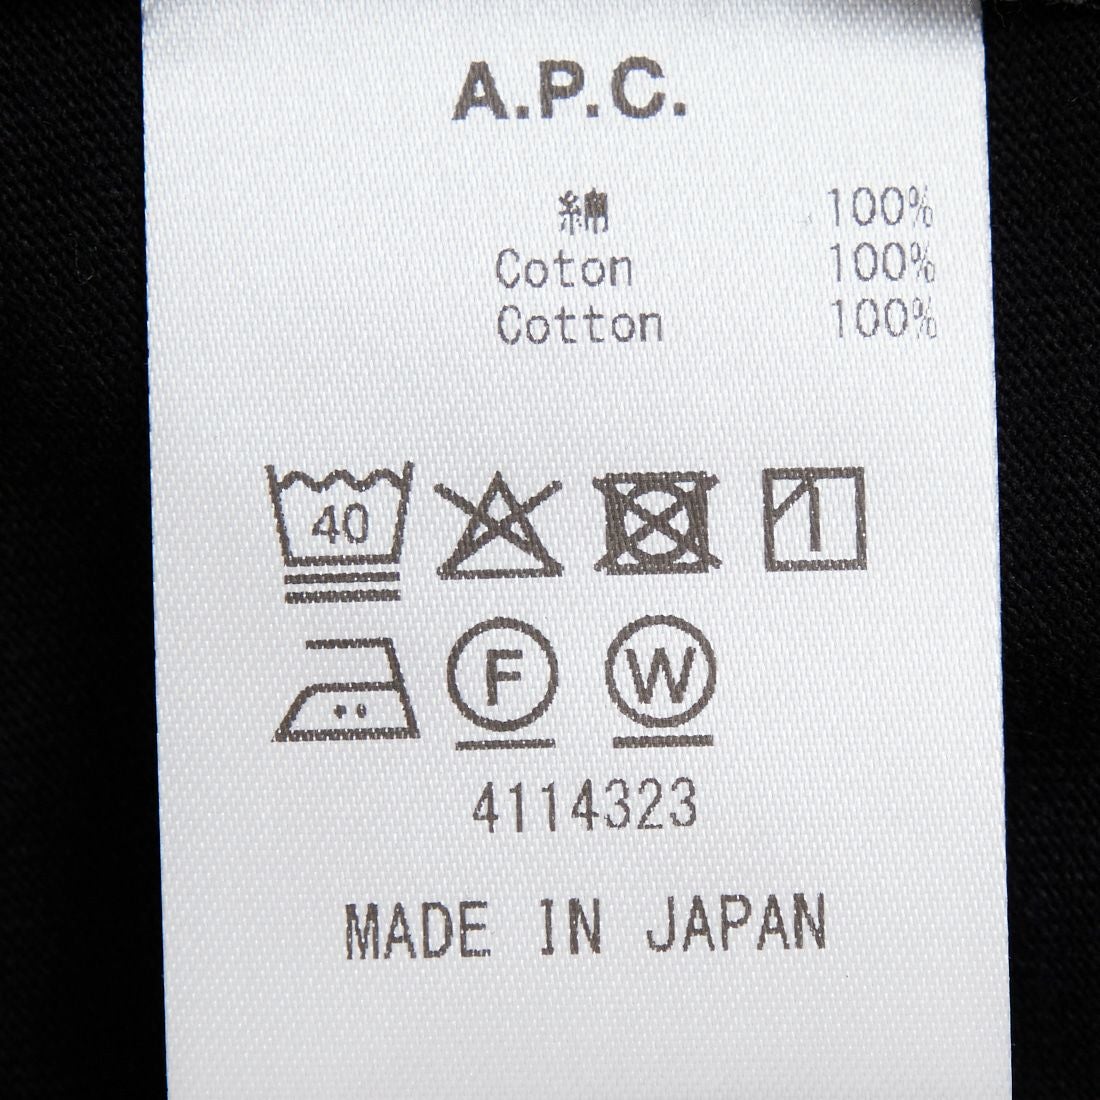 A.P.C.
綿 100%
Coton 100%
Cotton 100%
40
F W
4114323
MADE IN JAPAN